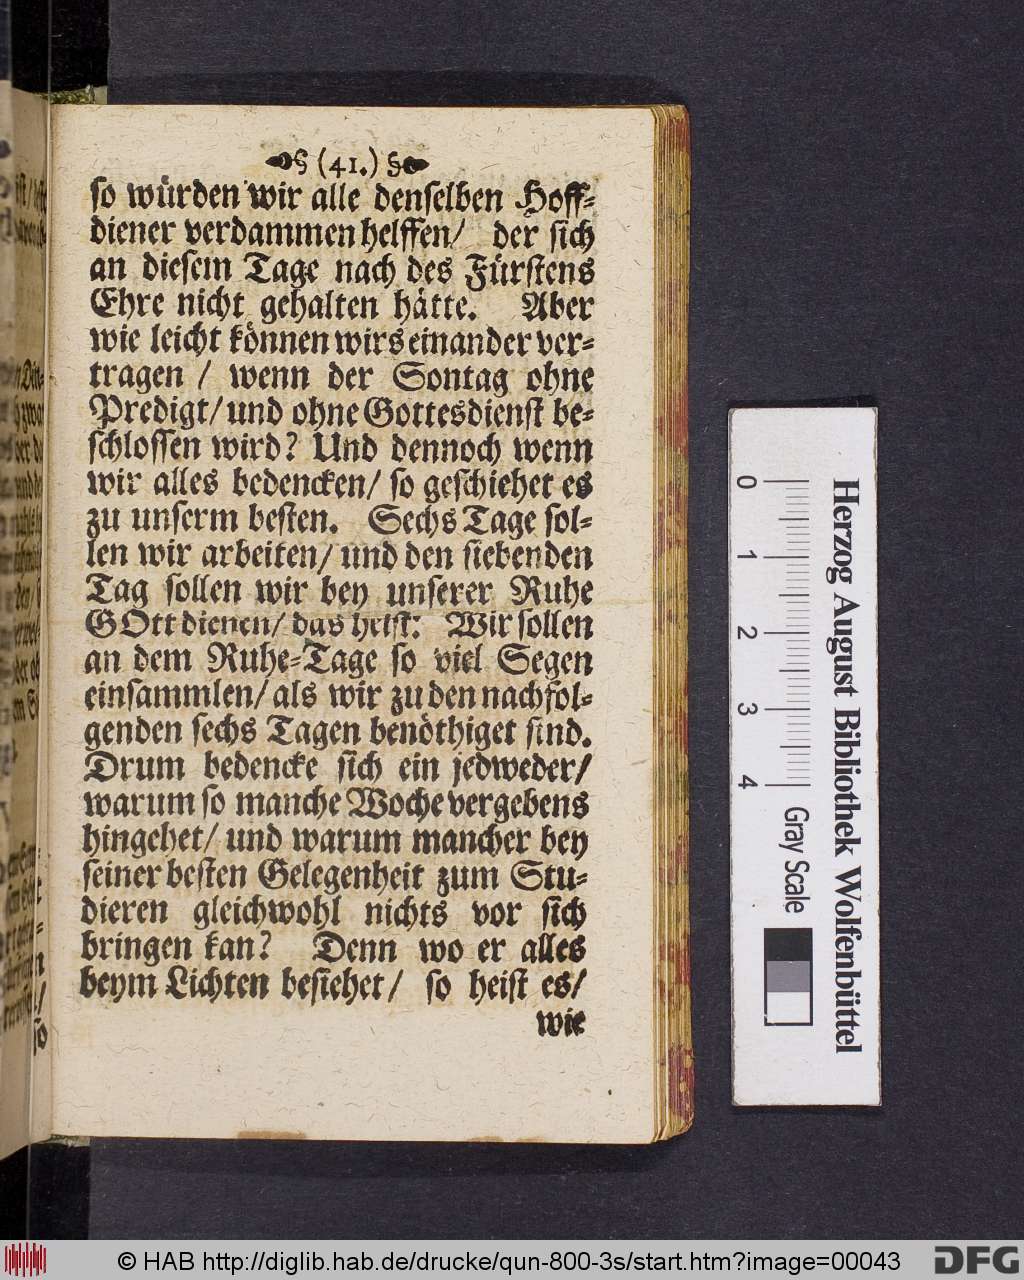 (41.)
so würden wir alle denselben Hoff-
diener verdammen helffen/ der sich
an diesem Tage nach des Fürstens
Ehre nicht gehalten hätte. Aber
wie leicht können wirs einander ver-
tragen / wenn der Sontag ohne
Predigt/ und ohne Gottesdienst be-
schlossen wird? Und dennoch wenn
wir alles bedencken/ so geschiehet es
zu unserm besten. Sechs Tage sol-
len wir arbeiten/ und den siebenden
Tag sollen wir bey unserer Ruhe
GOtt dienen/ das heist: Wir sollen
an dem Ruhe-Tage so viel Segen
einsammlen/ als wir zu den nachfol-
genden sechs Tagen benöthiget sind.
Drum bedencke sich ein jedweder/
warum so manche Woche vergebens
hingehet/ und warum mancher bey
seiner besten Gelegenheit zum Stu-
dieren gleichwohl nichts vor sich
bringen kan? Denn wo er alles
beym Lichten besiehet/ so heist es/
wie
so
0 1 2 3 4
Gray Scale
Herzog August Bibliothek Wolfenbüttel
© HAB http://diglib.hab.de/drucke/qun-800-3s/start.htm?image=00043
DFG